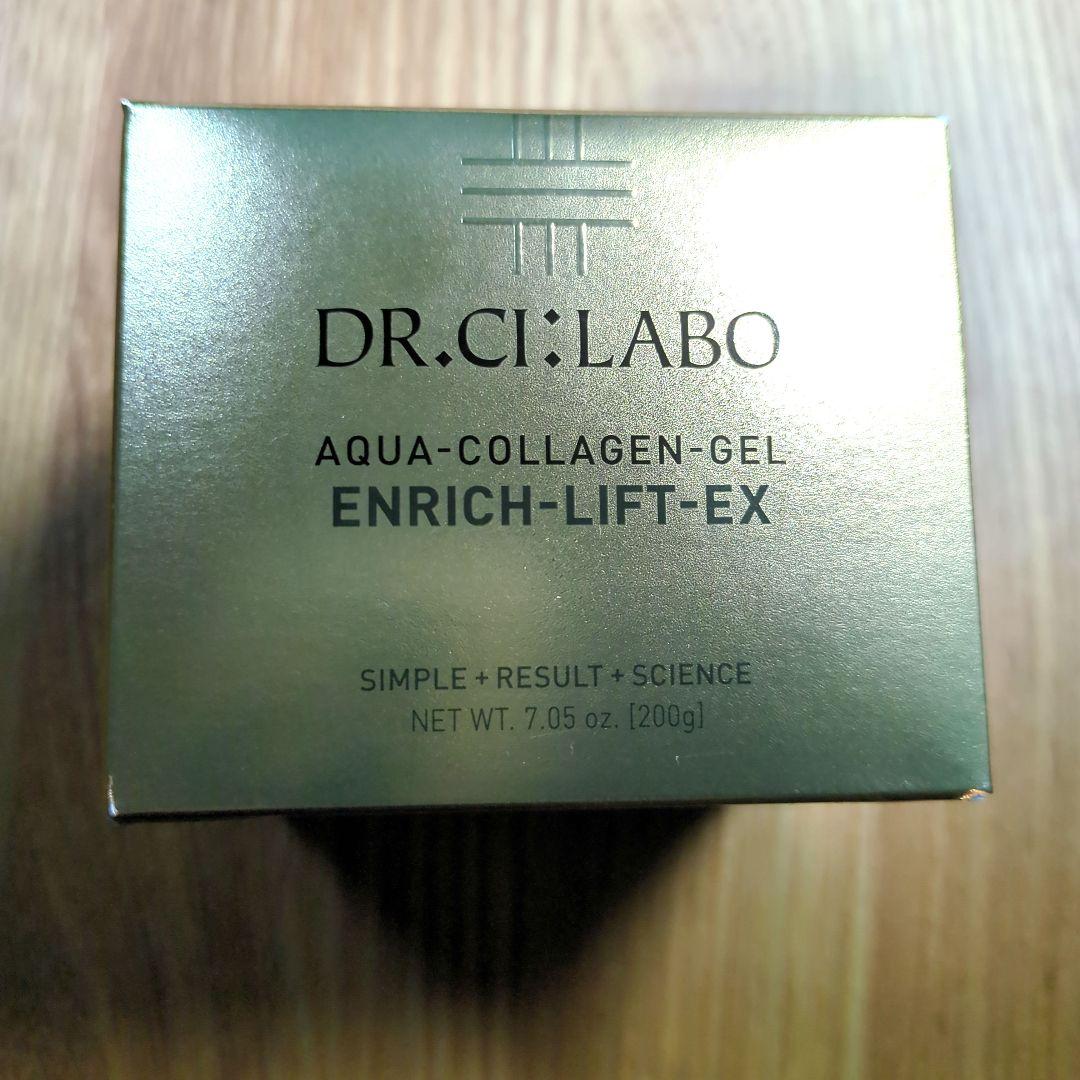 DR.CI:LABO
AQUA-COLLAGEN-GEL
ENRICH-LIFT-EX
SIMPLE + RESULT + SCIENCE
NET WT. 7.05 oz. [200g]